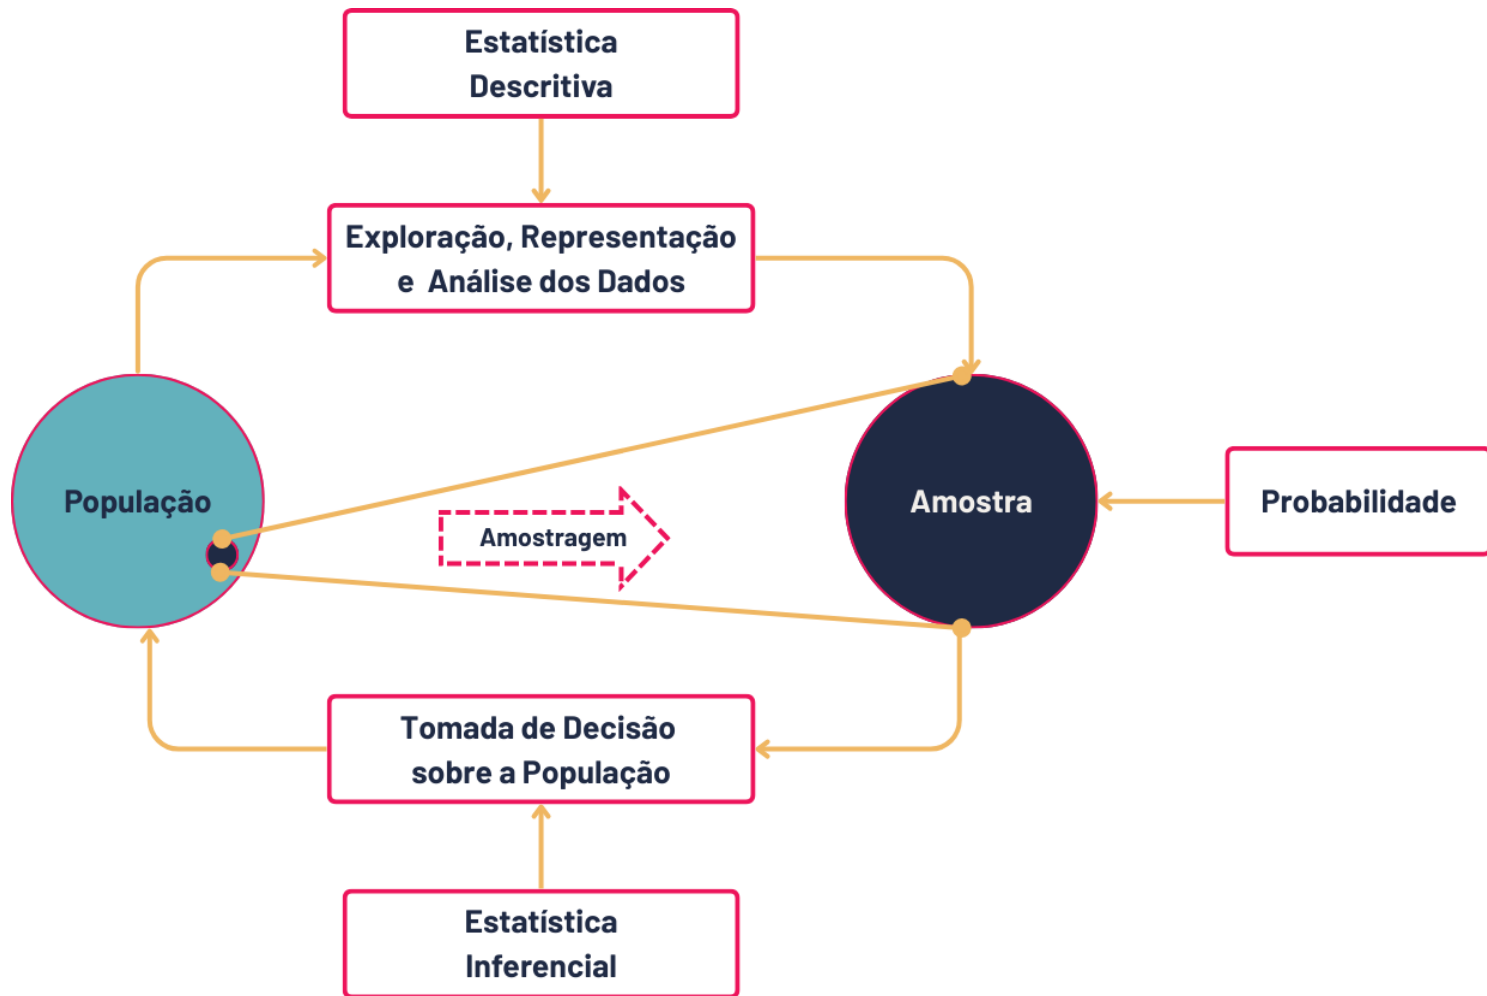 Estatística
Descritiva
Exploração, Representação
e Análise dos Dados
População
Amostragem
Amostra
Probabilidade
Tomada de Decisão
sobre a População
Estatística
Inferencial